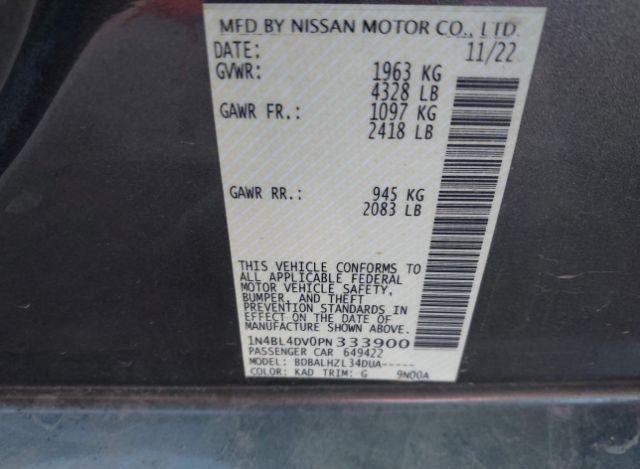 MFD BY NISSAN MOTOR CO., LTD.
DATE: 11/22
GVWR: 1963 KG
4328 LB
GAWR FR.: 1097 KG
2418 LB
GAWR RR.: 945 KG
2083 LB
THIS VEHICLE CONFORMS TO
ALL APPLICABLE FEDERAL
MOTOR VEHICLE SAFETY,
BUMPER, AND THEFT
PREVENTION STANDARDS IN
EFFECT ON THE DATE OF
MANUFACTURE SHOWN ABOVE.
1N4BL4DV0PN333900
PASSENGER CAR 649422
MODEL: BDBALHZL34DUA-----
COLOR: KAD TRIM: G 9N00A